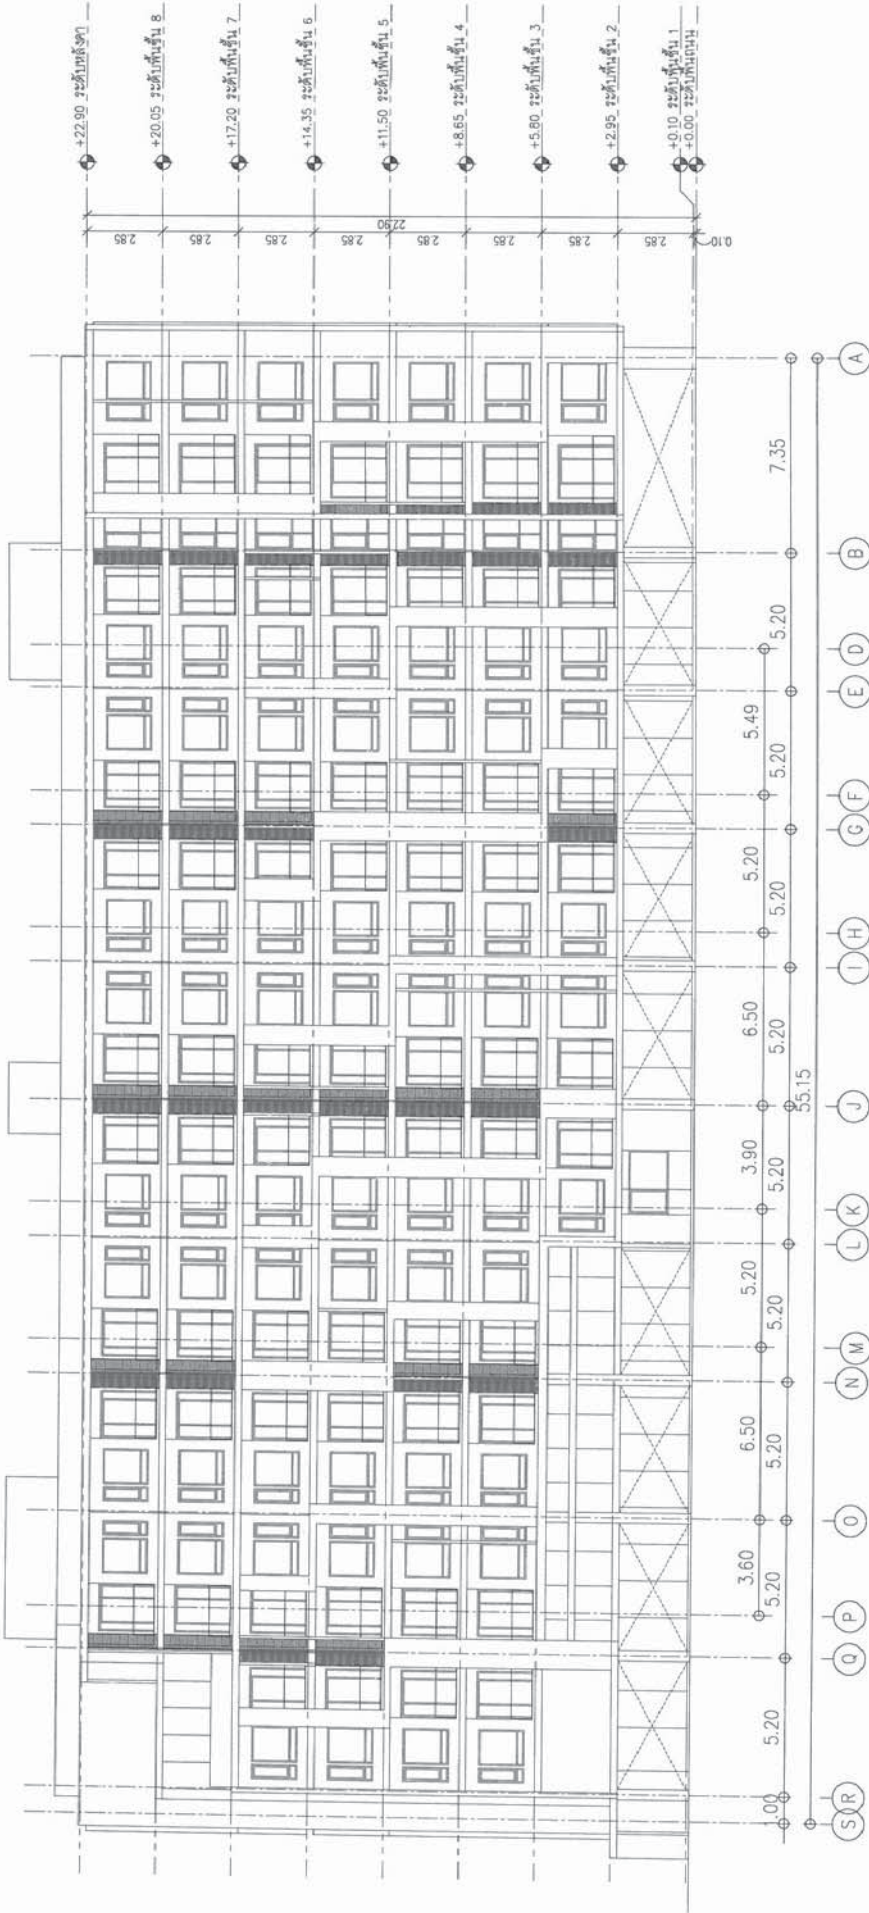 +22.90 ระดับหลังคา
+20.05 ระดับพื้นชั้น 8
+17.20 ระดับพื้นชั้น 7
+14.35 ระดับพื้นชั้น 6
+11.50 ระดับพื้นชั้น 5
+8.65 ระดับพื้นชั้น 4
+5.80 ระดับพื้นชั้น 3
+2.95 ระดับพื้นชั้น 2
+0.10 ระดับพื้นชั้น 1
+0.00 ระดับพื้นถนน
22.90
2.85
2.85
2.85
2.85
2.85
2.85
2.85
2.85
0.10
3.60 6.50 5.20 3.90 6.50 5.20 5.49
1.00 5.20 5.20 5.20 5.20 5.20 5.20 5.20 5.20 5.20 7.35
55.15
S R Q P O N M L K J I H G F E D B A